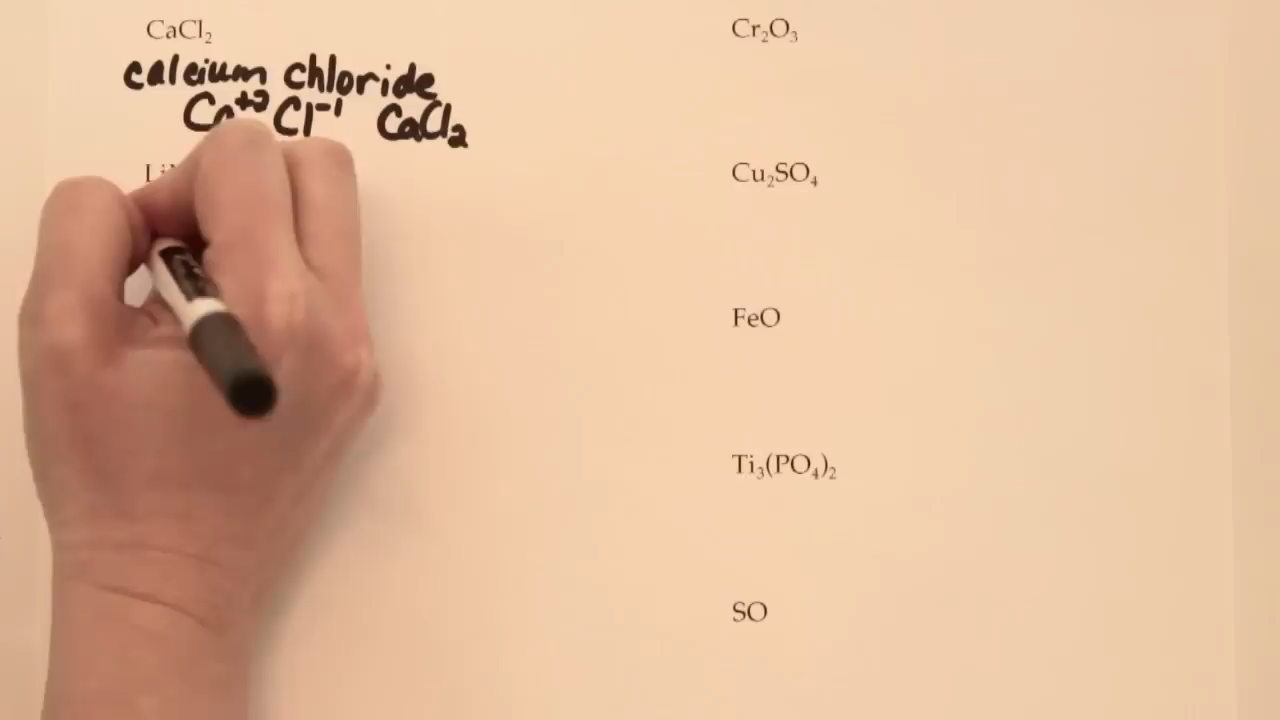 CaCl₂
calcium chloride
Ca⁺² Cl⁻¹ CaCl₂
Cr₂O₃
Cu₂SO₄
FeO
Ti₃(PO₄)₂
SO